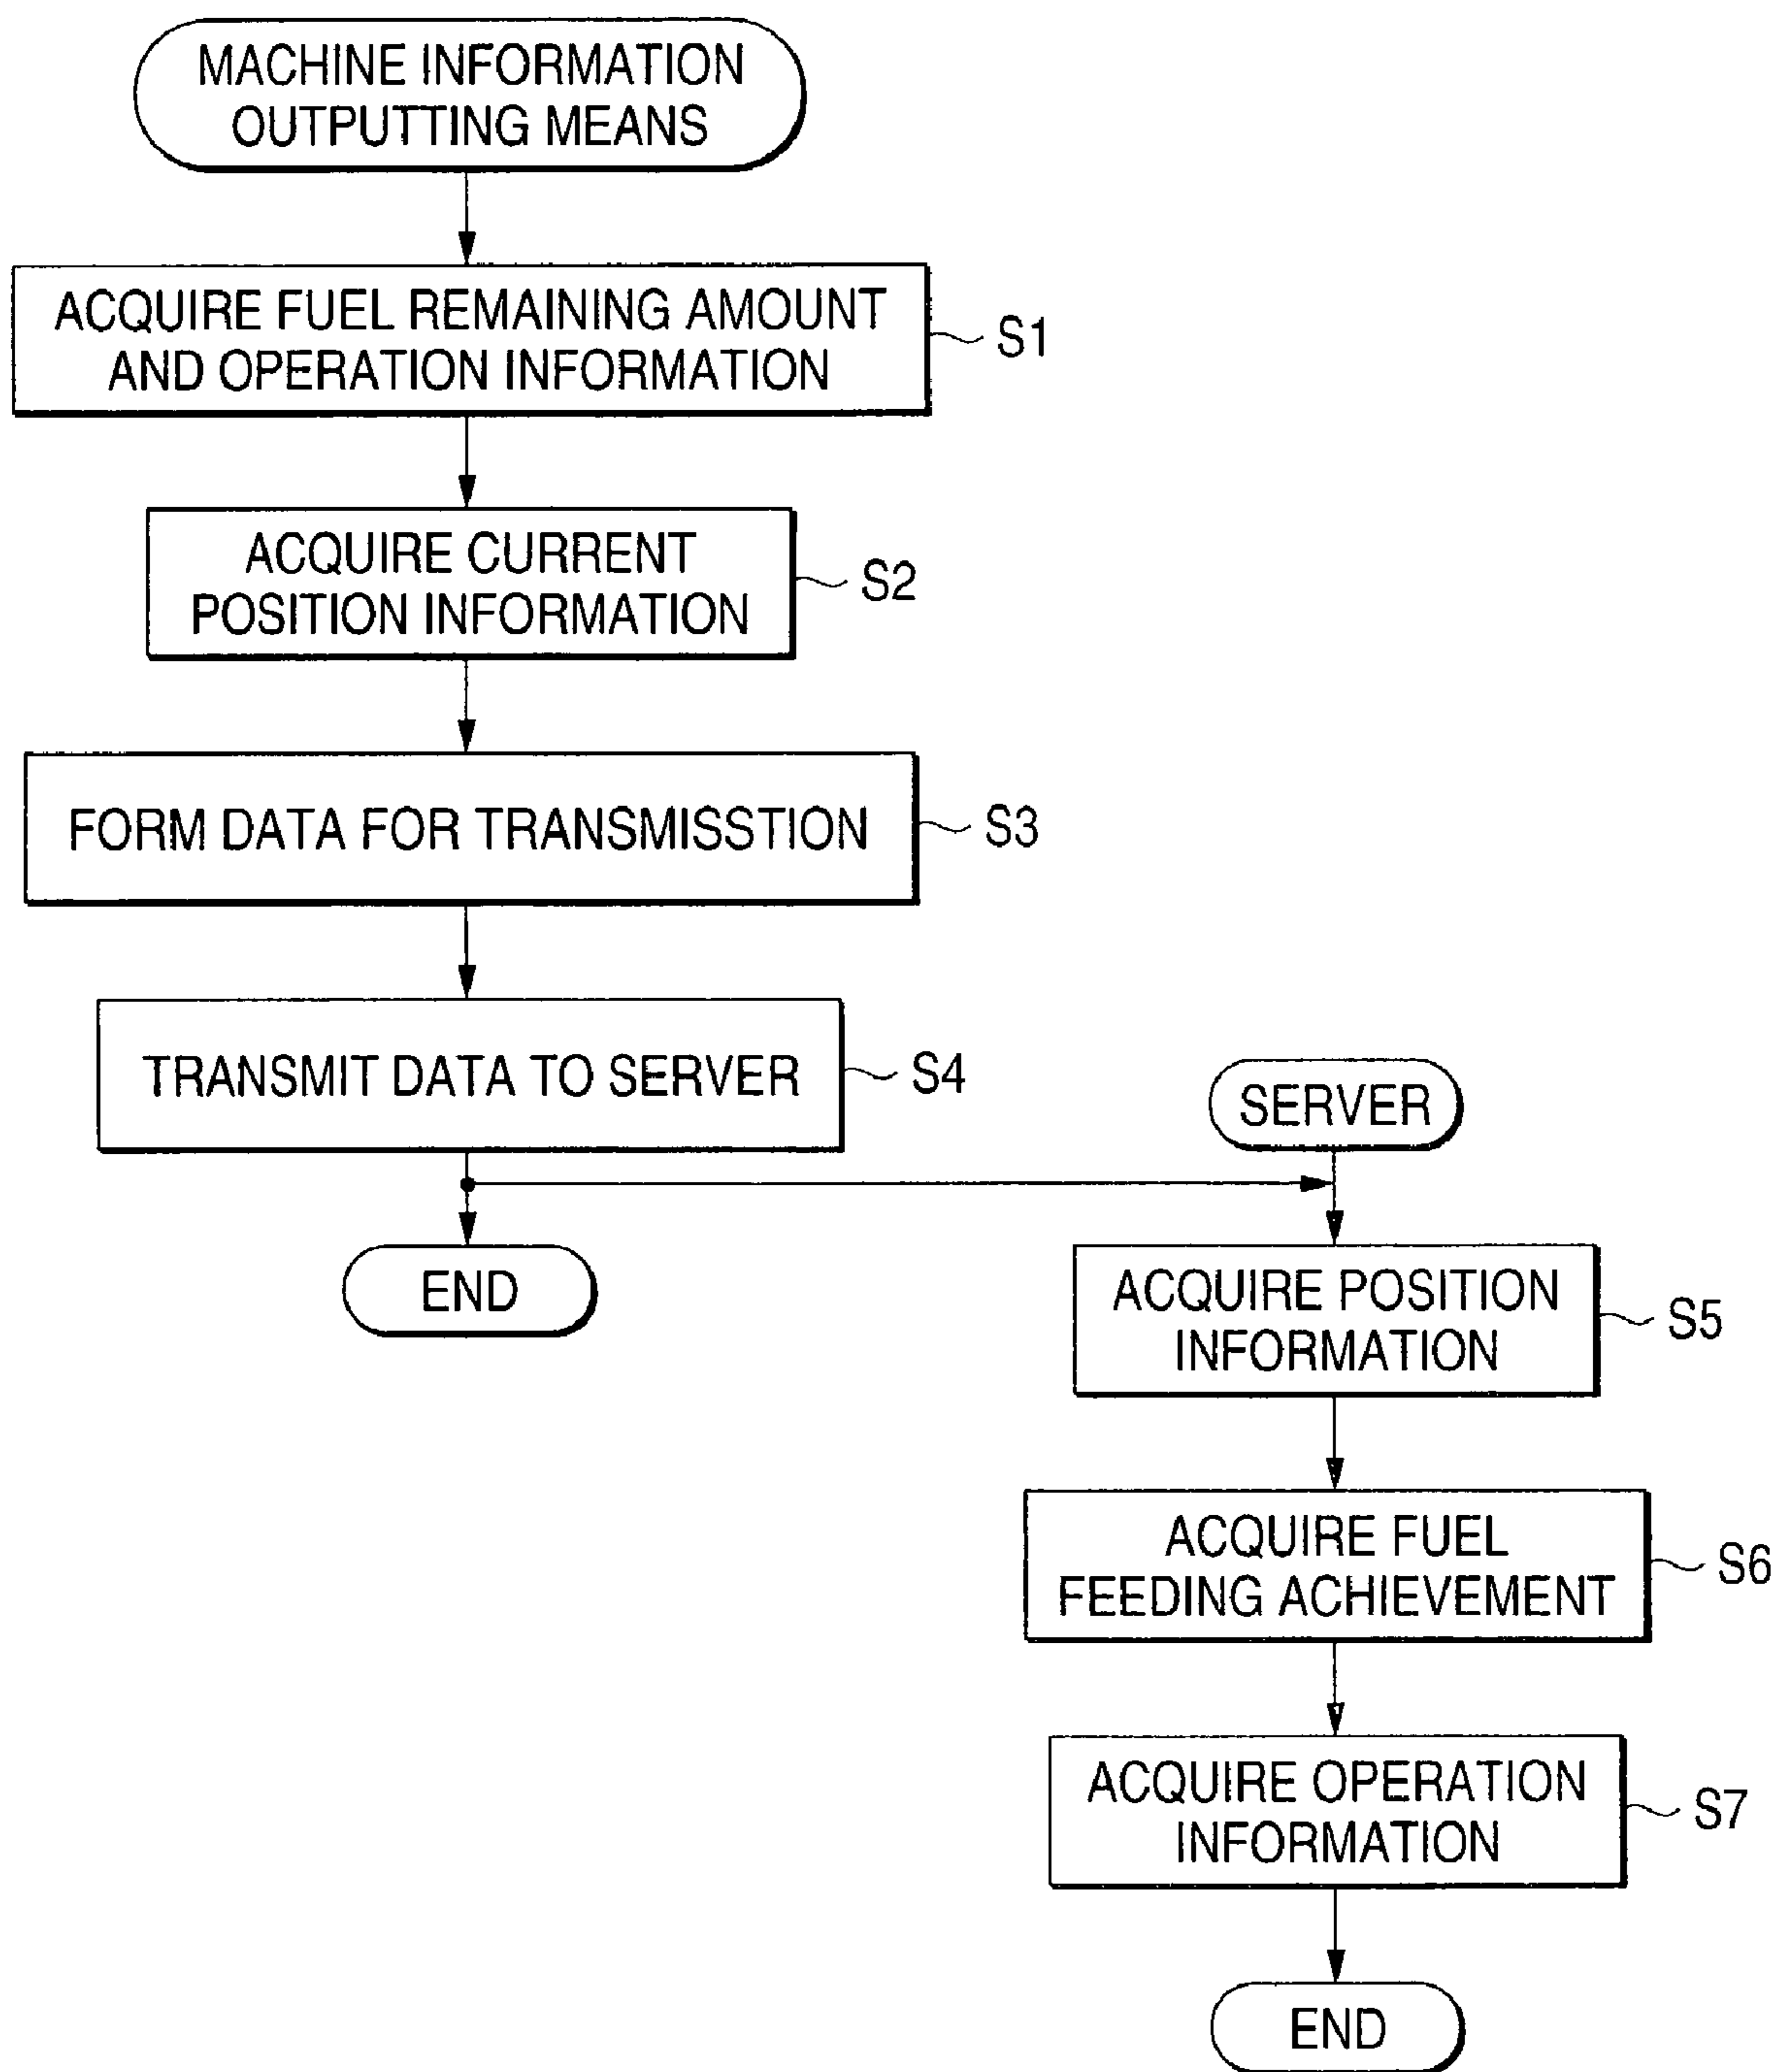 MACHINE INFORMATION
OUTPUTTING MEANS
ACQUIRE FUEL REMAINING AMOUNT
AND OPERATION INFORMATION
S1
ACQUIRE CURRENT
POSITION INFORMATION
S2
FORM DATA FOR TRANSMISSTION
S3
TRANSMIT DATA TO SERVER
S4
END
SERVER
ACQUIRE POSITION
INFORMATION
S5
ACQUIRE FUEL
FEEDING ACHIEVEMENT
S6
ACQUIRE OPERATION
INFORMATION
S7
END